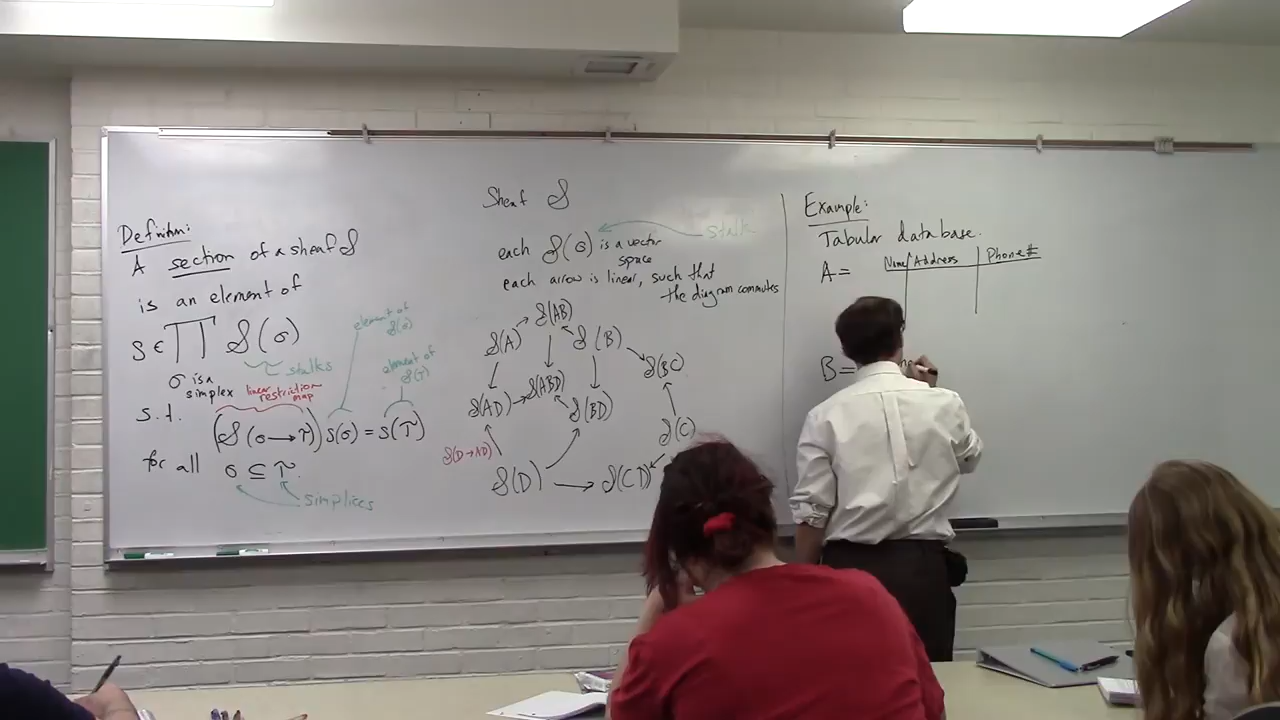 Definition:
A section of a sheaf S
is an element of
s ∈ ∏ S(σ)
stalks
σ is a
simplex
linear
restriction
map
element of
S(σ)
element of
S(τ)
s.t.
(S(σ→τ)) s(σ) = s(τ)
for all σ ⊆ τ.
simplices
Sheaf S
each S(σ) is a vector
space
stalk
each arrow is linear, such that
the diagram commutes
S(AB)
S(A) S(B)
S(BC)
S(ABD)
S(AD) S(BD)
S(C)
S(D→AD)
S(D) S(CD)
Example:
Tabular database.
A = Name Address Phone#
B =